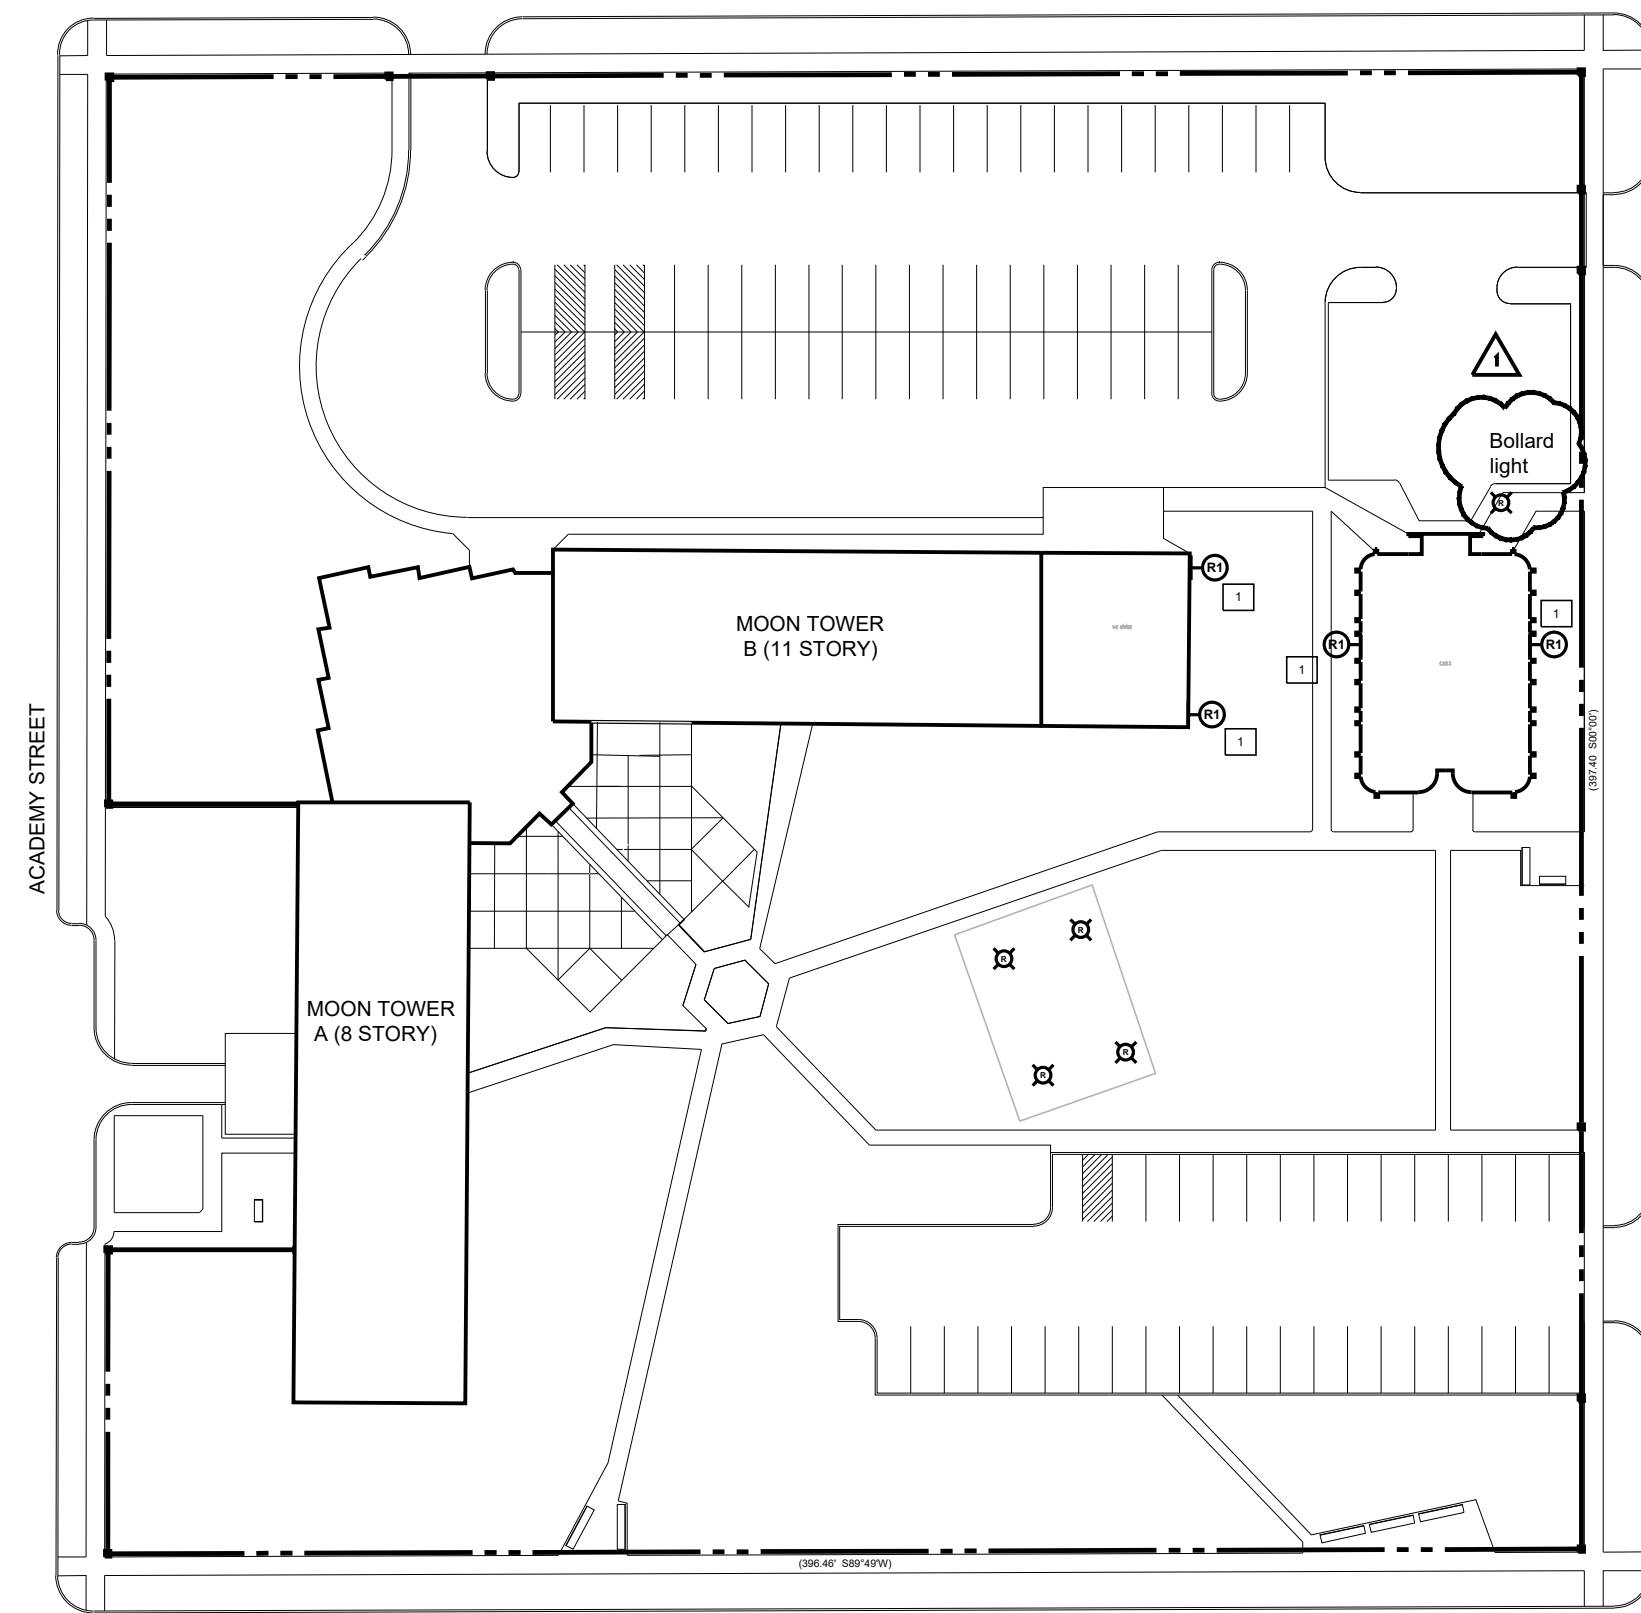 1
Bollard
light
R
R1
1
MOON TOWER
B (11 STORY)
1
R1
R1
1
R1
1
(397.40 S00°00')
ACADEMY STREET
R
R
MOON TOWER
A (8 STORY)
R
R
(396.46' S89°49'W)